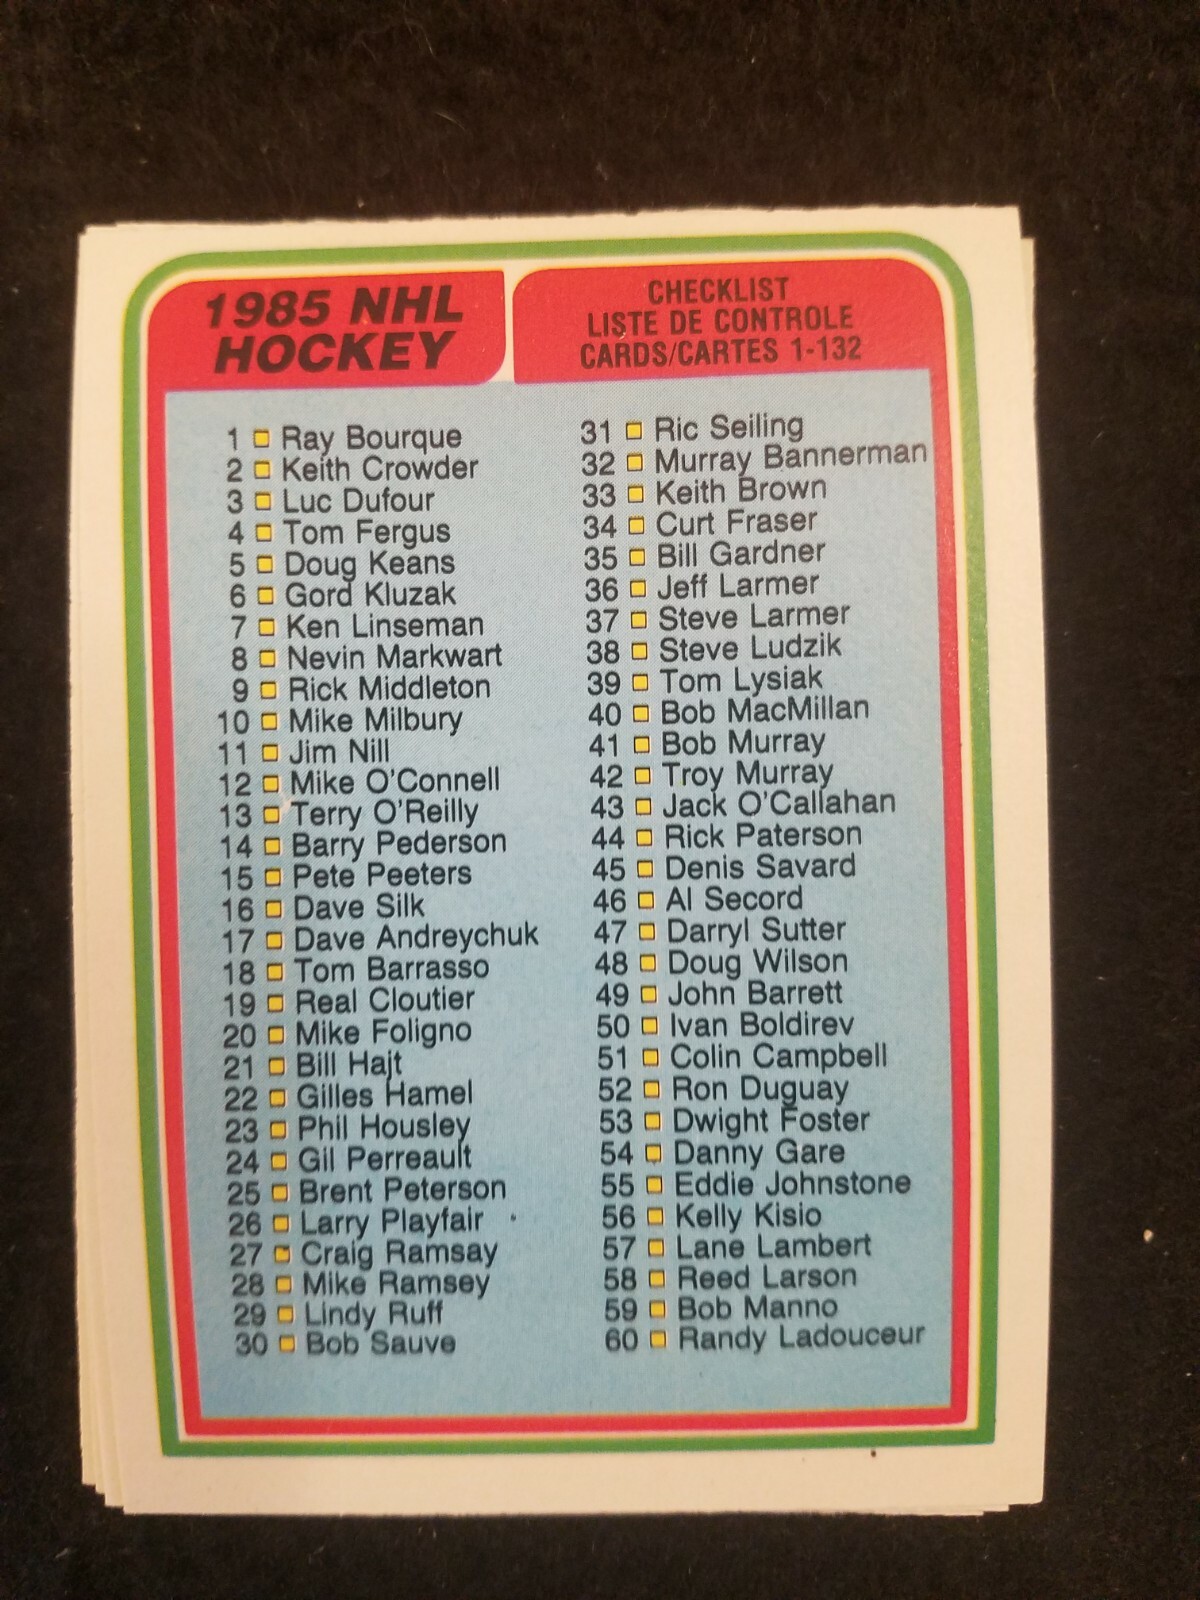 1985 NHL
HOCKEY
CHECKLIST
LISTE DE CONTROLE
CARDS/CARTES 1-132
1 Ray Bourque
2 Keith Crowder
3 Luc Dufour
4 Tom Fergus
5 Doug Keans
6 Gord Kluzak
7 Ken Linseman
8 Nevin Markwart
9 Rick Middleton
10 Mike Milbury
11 Jim Nill
12 Mike O'Connell
13 Terry O'Reilly
14 Barry Pederson
15 Pete Peeters
16 Dave Silk
17 Dave Andreychuk
18 Tom Barrasso
19 Real Cloutier
20 Mike Foligno
21 Bill Hajt
22 Gilles Hamel
23 Phil Housley
24 Gil Perreault
25 Brent Peterson
26 Larry Playfair
27 Craig Ramsay
28 Mike Ramsey
29 Lindy Ruff
30 Bob Sauve
31 Ric Seiling
32 Murray Bannerman
33 Keith Brown
34 Curt Fraser
35 Bill Gardner
36 Jeff Larmer
37 Steve Larmer
38 Steve Ludzik
39 Tom Lysiak
40 Bob MacMillan
41 Bob Murray
42 Troy Murray
43 Jack O'Callahan
44 Rick Paterson
45 Denis Savard
46 Al Secord
47 Darryl Sutter
48 Doug Wilson
49 John Barrett
50 Ivan Boldirev
51 Colin Campbell
52 Ron Duguay
53 Dwight Foster
54 Danny Gare
55 Eddie Johnstone
56 Kelly Kisio
57 Lane Lambert
58 Reed Larson
59 Bob Manno
60 Randy Ladouceur